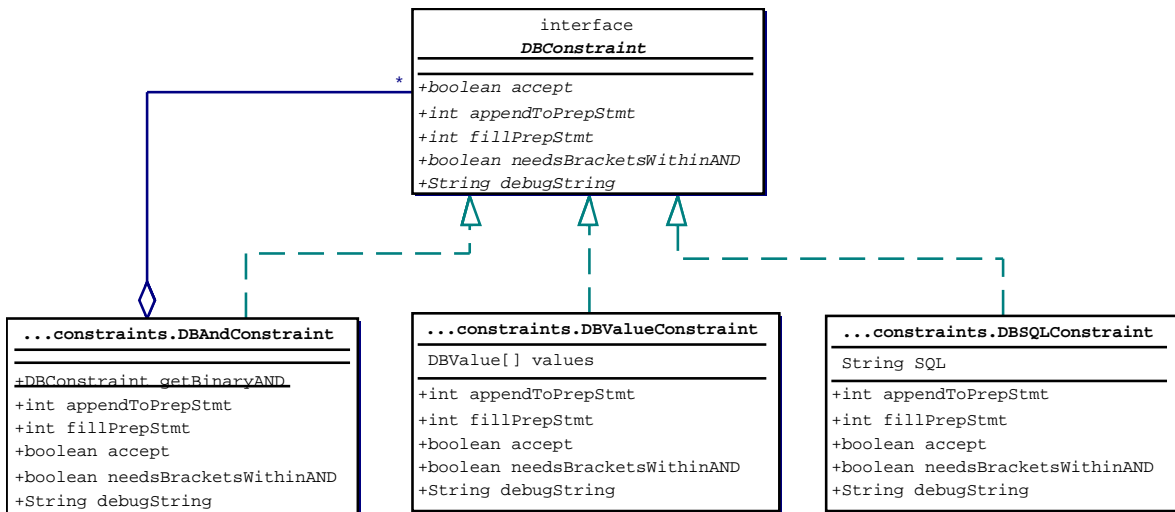 interface
DBConstraint
*
+boolean accept
+int appendToPrepStmt
+int fillPrepStmt
+boolean needsBracketsWithinAND
+String debugString
...constraints.DBAndConstraint
+DBConstraint getBinaryAND
+int appendToPrepStmt
+int fillPrepStmt
+boolean accept
+boolean needsBracketsWithinAND
+String debugString
...constraints.DBValueConstraint
DBValue[] values
+int appendToPrepStmt
+int fillPrepStmt
+boolean accept
+boolean needsBracketsWithinAND
+String debugString
...constraints.DBSQLConstraint
String SQL
+int appendToPrepStmt
+int fillPrepStmt
+boolean accept
+boolean needsBracketsWithinAND
+String debugString